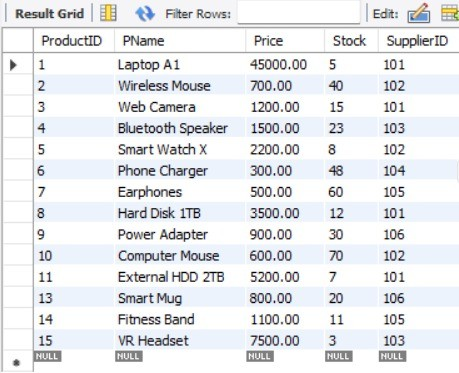 Result Grid Filter Rows: Edit:
ProductID PName Price Stock SupplierID
1 Laptop A1 45000.00 5 101
2 Wireless Mouse 700.00 40 102
3 Web Camera 1200.00 15 101
4 Bluetooth Speaker 1500.00 23 103
5 Smart Watch X 2200.00 8 102
6 Phone Charger 300.00 48 104
7 Earphones 500.00 60 105
8 Hard Disk 1TB 3500.00 12 101
9 Power Adapter 900.00 30 106
10 Computer Mouse 600.00 70 102
11 External HDD 2TB 5200.00 7 101
13 Smart Mug 800.00 20 106
14 Fitness Band 1100.00 11 105
15 VR Headset 7500.00 3 103
NULL NULL NULL NULL NULL